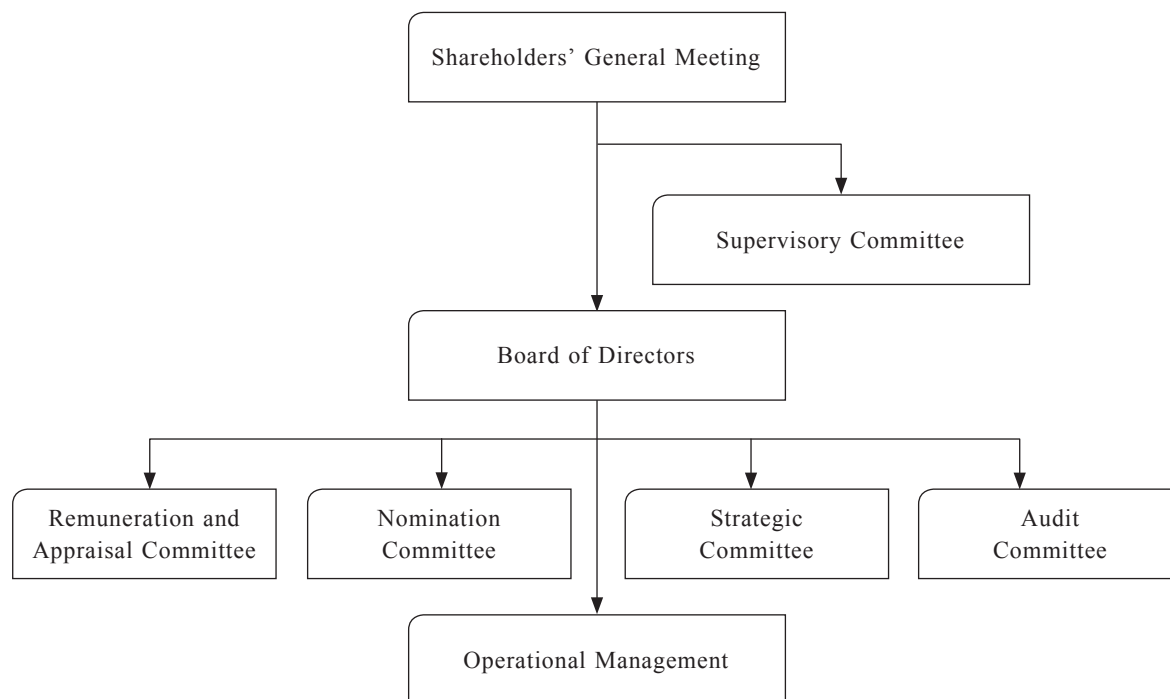 Shareholders’ General Meeting
Supervisory Committee
Board of Directors
Remuneration and
Appraisal Committee
Nomination
Committee
Strategic
Committee
Audit
Committee
Operational Management